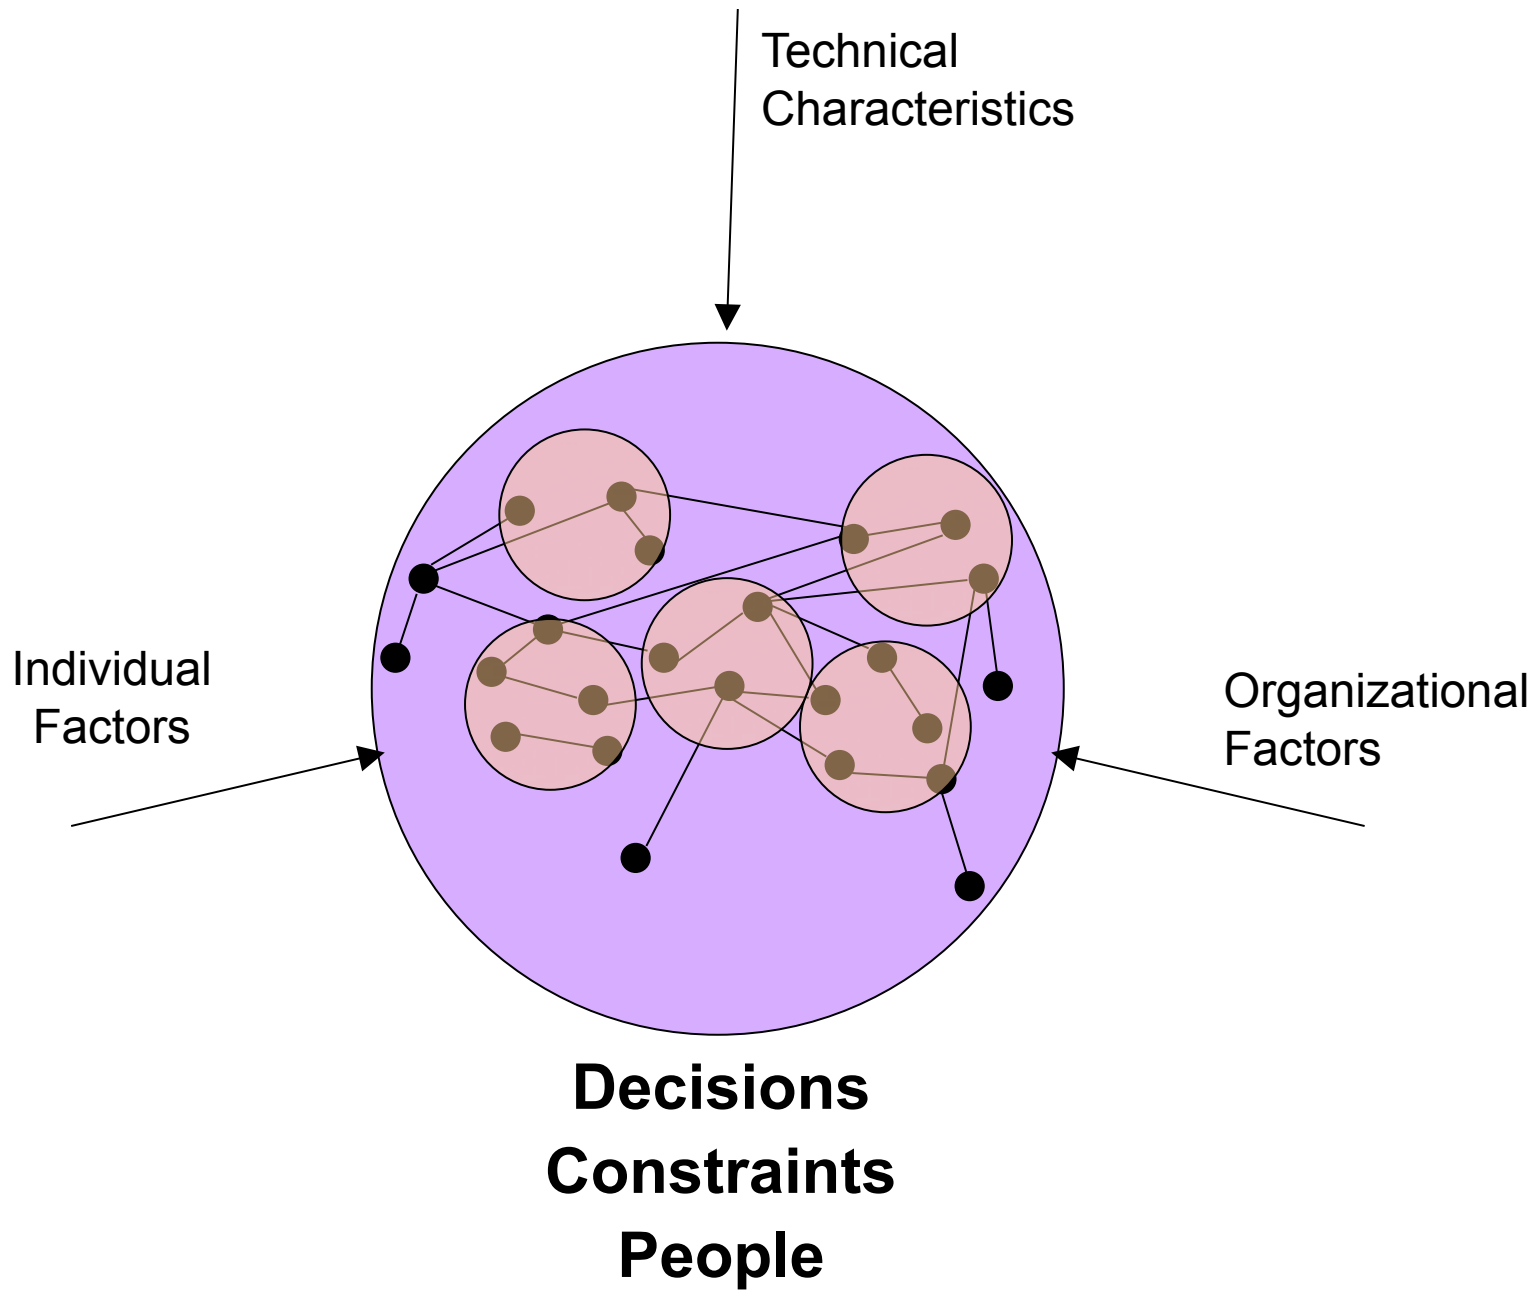 Technical
Characteristics
Individual
Factors
Organizational
Factors
Decisions
Constraints
People